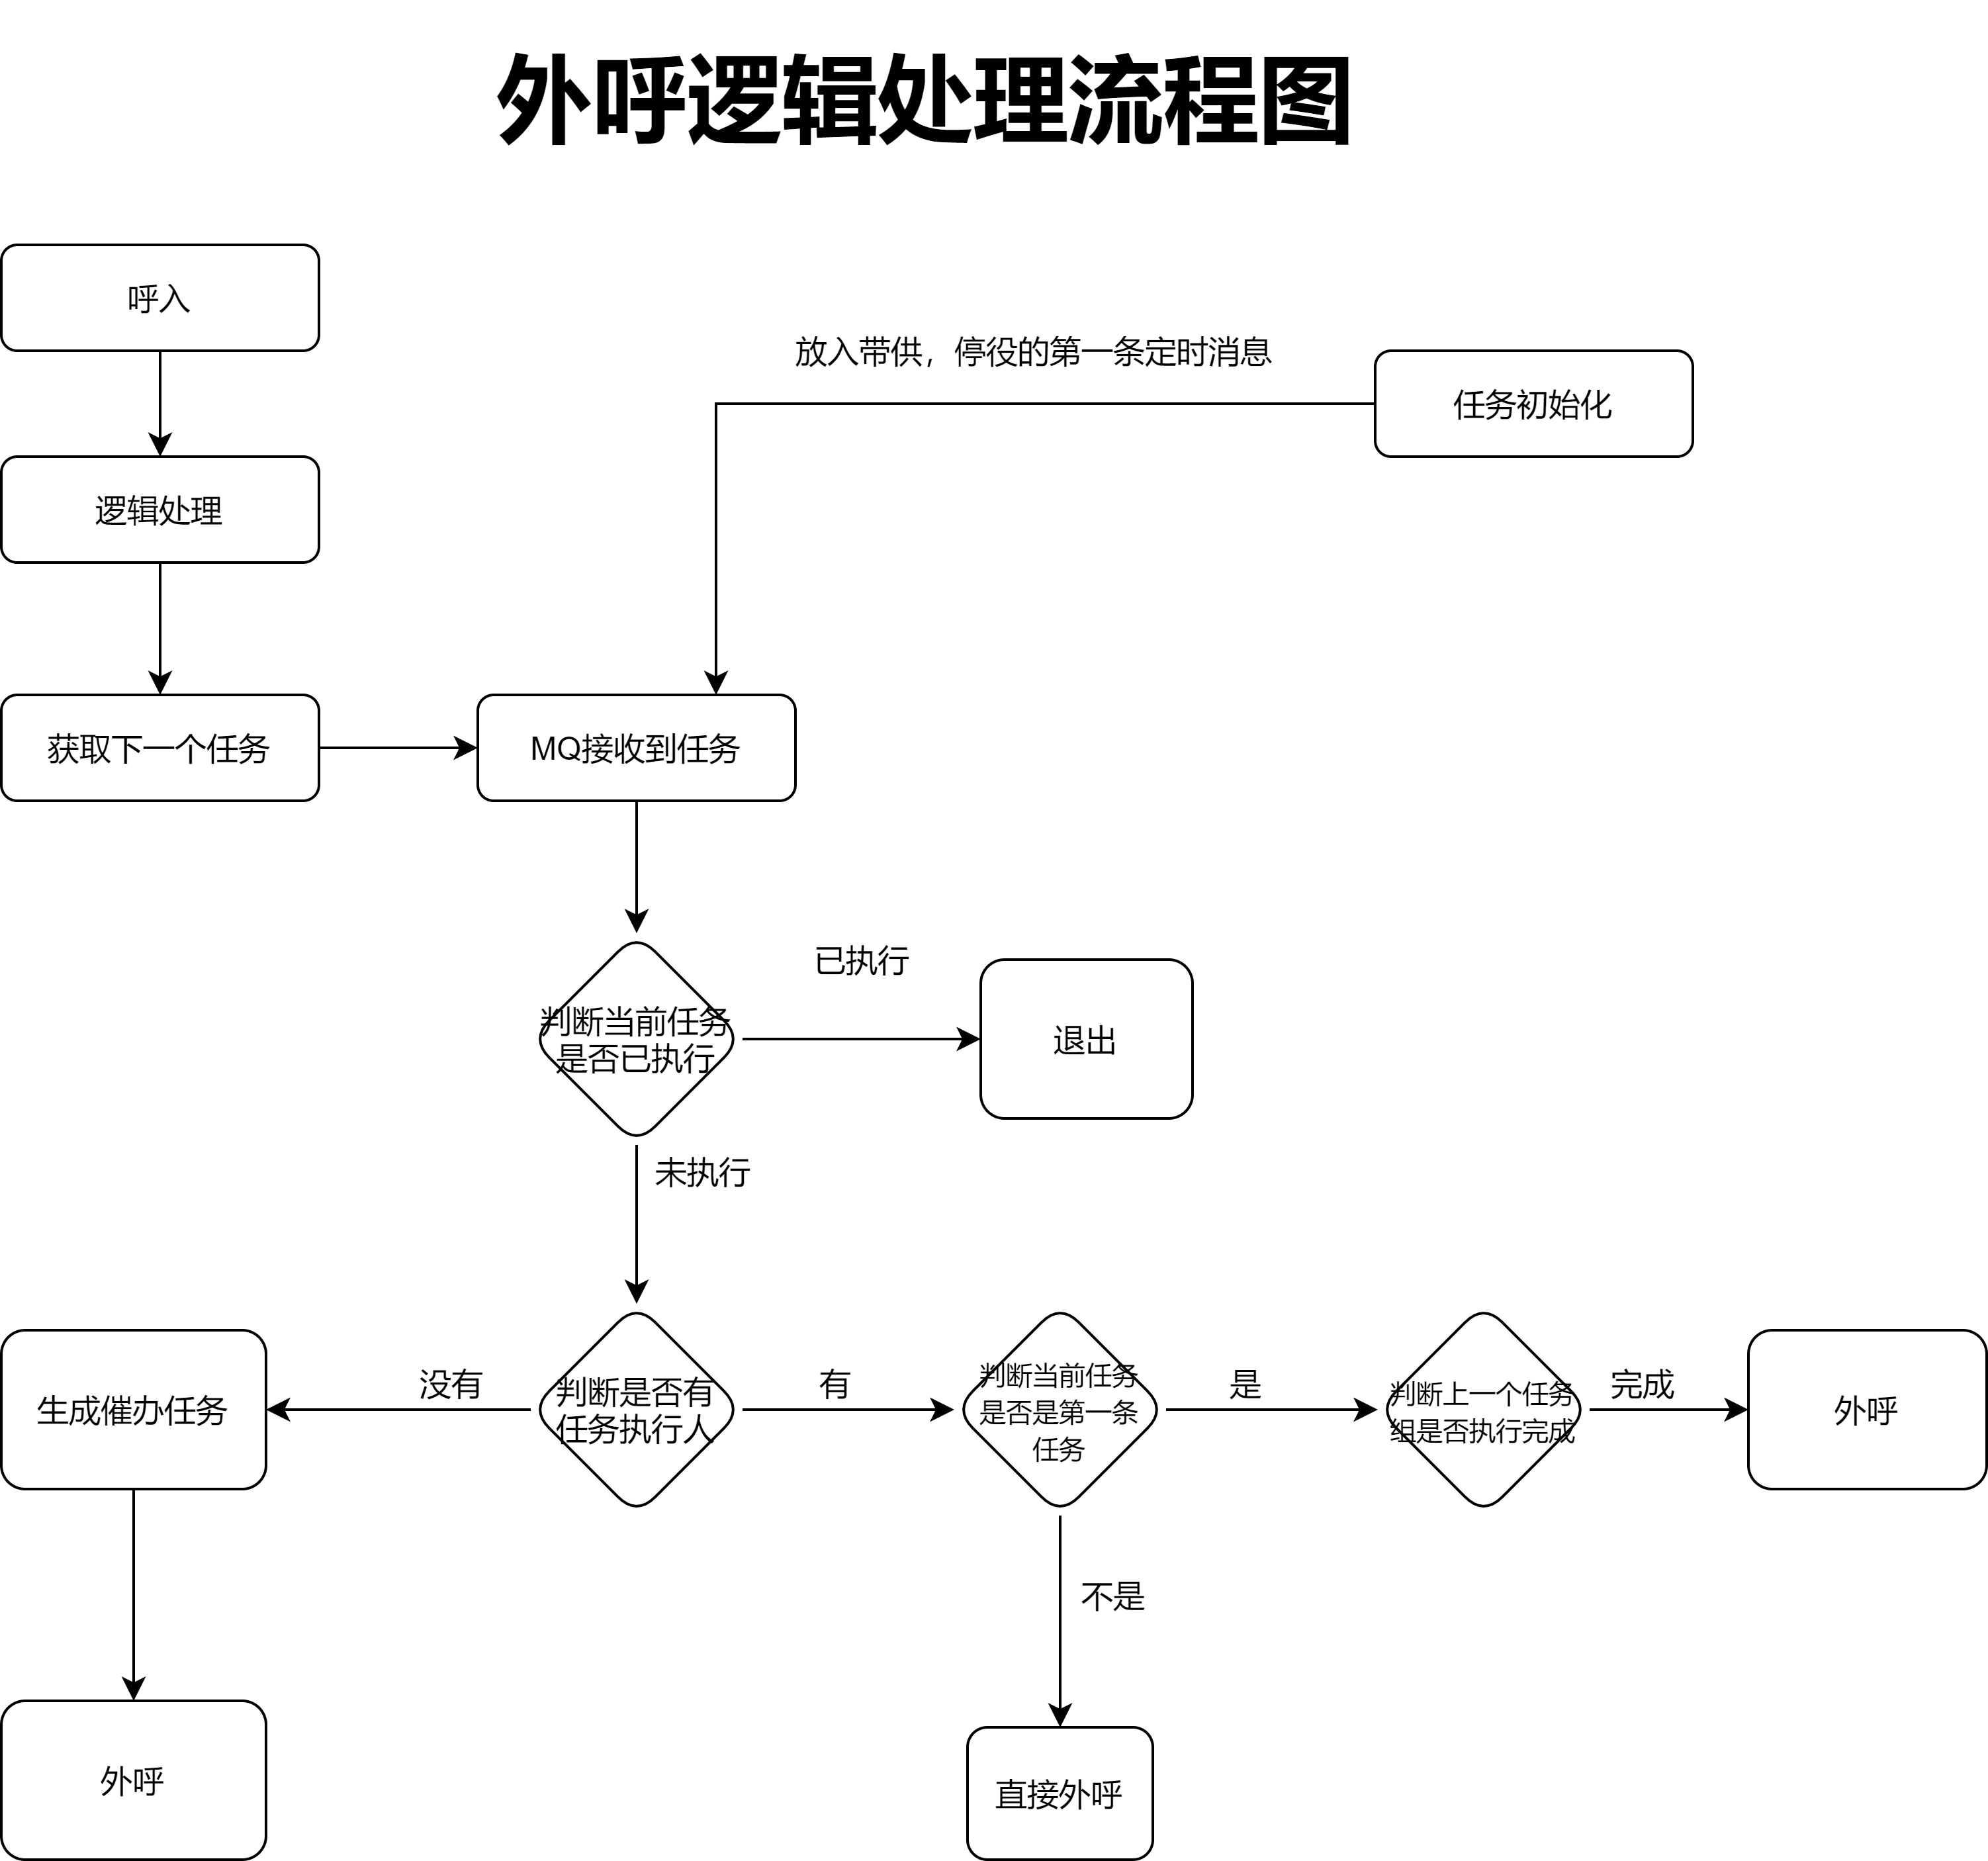 外呼逻辑处理流程图
呼入
放入带供，停役的第一条定时消息
任务初始化
逻辑处理
获取下一个任务
MQ接收到任务
已执行
判断当前任务
是否已执行
退出
未执行
生成催办任务
没有
判断是否有
任务执行人
有
判断当前任务
是否是第一条
任务
是
判断上一个任务
组是否执行完成
完成
外呼
不是
外呼
直接外呼